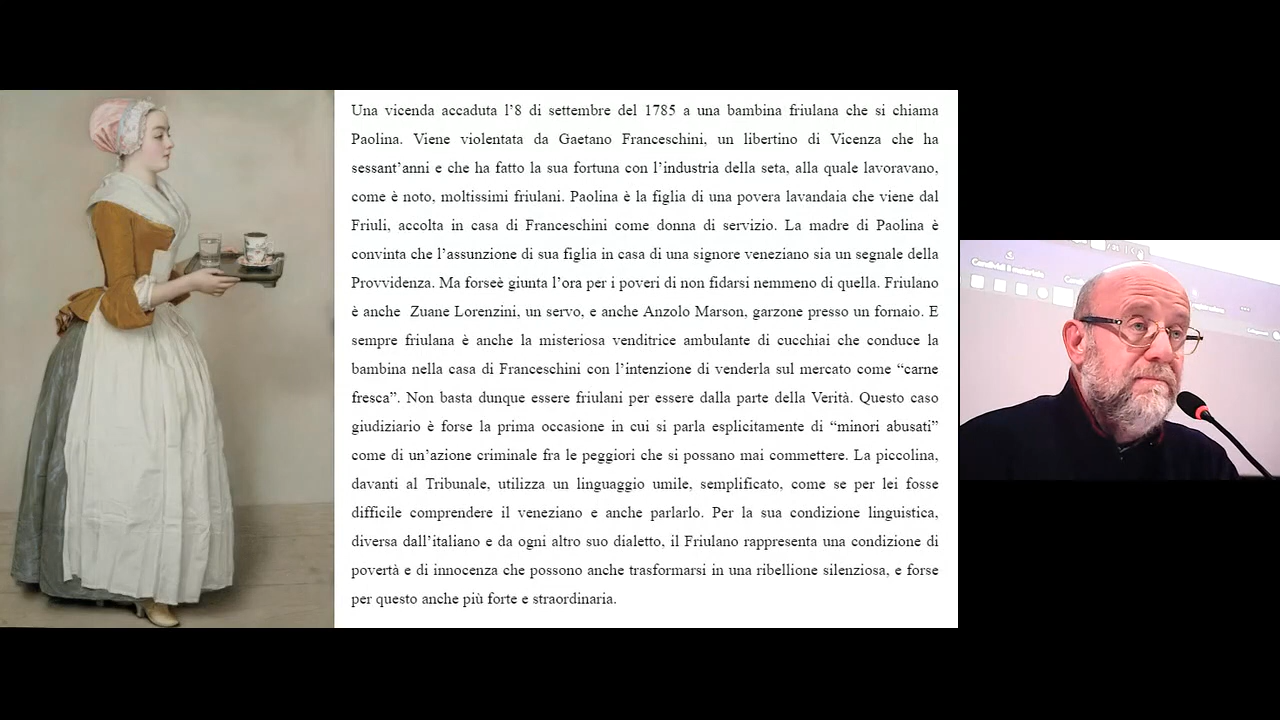 Una vicenda accaduta l’8 di settembre del 1785 a una bambina friulana che si chiama
Paolina. Viene violentata da Gaetano Franceschini, un libertino di Vicenza che ha
sessant’anni e che ha fatto la sua fortuna con l’industria della seta, alla quale lavoravano,
come è noto, moltissimi friulani. Paolina è la figlia di una povera lavandaia che viene dal
Friuli, accolta in casa di Franceschini come donna di servizio. La madre di Paolina è
convinta che l’assunzione di sua figlia in casa di una signore veneziano sia un segnale della
Provvidenza. Ma forseè giunta l’ora per i poveri di non fidarsi nemmeno di quella. Friulano
è anche  Zuane Lorenzini, un servo, e anche Anzolo Marson, garzone presso un fornaio. E
sempre friulana è anche la misteriosa venditrice ambulante di cucchiai che conduce la
bambina nella casa di Franceschini con l’intenzione di venderla sul mercato come “carne
fresca”. Non basta dunque essere friulani per essere dalla parte della Verità. Questo caso
giudiziario è forse la prima occasione in cui si parla esplicitamente di “minori abusati”
come di un’azione criminale fra le peggiori che si possano mai commettere. La piccolina,
davanti al Tribunale, utilizza un linguaggio umile, semplificato, come se per lei fosse
difficile comprendere il veneziano e anche parlarlo. Per la sua condizione linguistica,
diversa dall’italiano e da ogni altro suo dialetto, il Friulano rappresenta una condizione di
povertà e di innocenza che possono anche trasformarsi in una ribellione silenziosa, e forse
per questo anche più forte e straordinaria.